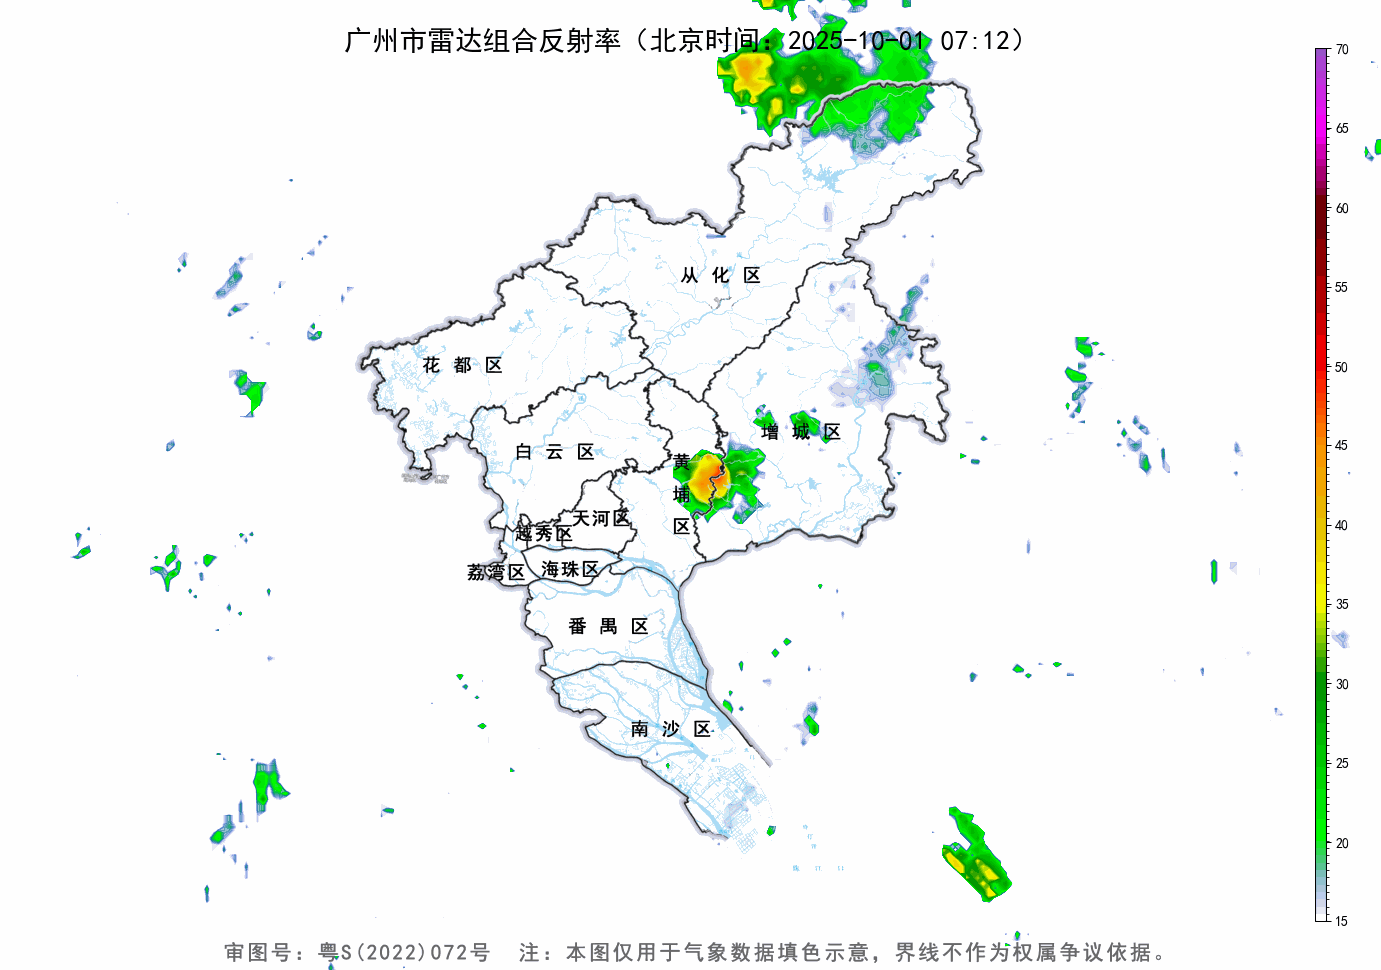 广州市雷达组合反射率（北京时间：2025-10-01 07:12）
70
65
60
55
50
45
40
35
30
25
20
15
从化区
花都区
增城区
白云区
黄埔区
天河区
越秀区
荔湾区
海珠区
番禺区
南沙区
审图号：粤S(2022)072号 注：本图仅用于气象数据填色示意，界线不作为权属争议依据。